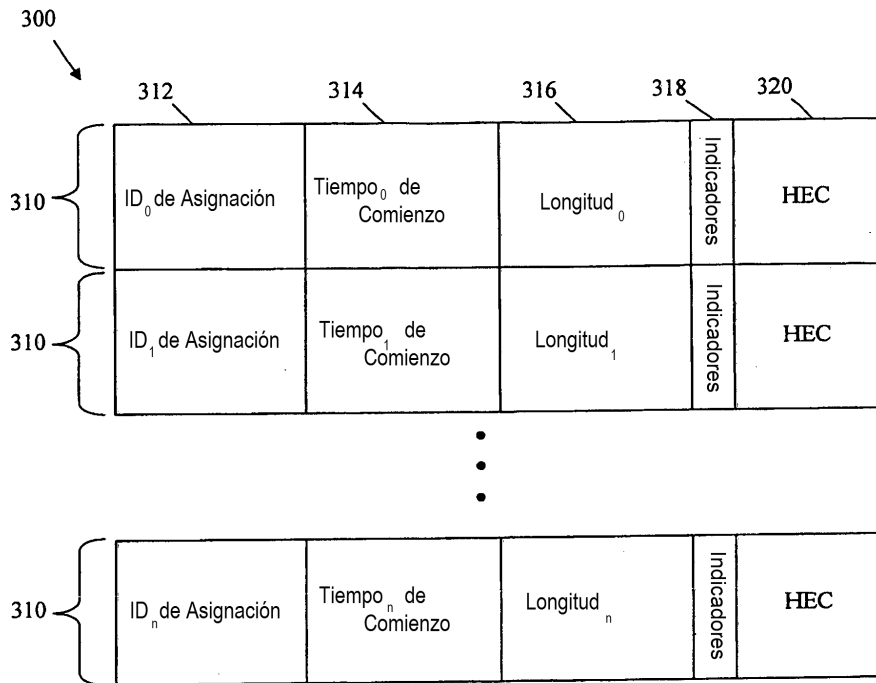 300
312 314 316 318 320
310
ID0 de Asignación
Tiempo0 de
Comienzo
Longitud0
Indicadores
HEC
310
ID1 de Asignación
Tiempo1 de
Comienzo
Longitud1
Indicadores
HEC
310
IDn de Asignación
Tiempon de
Comienzo
Longitudn
Indicadores
HEC